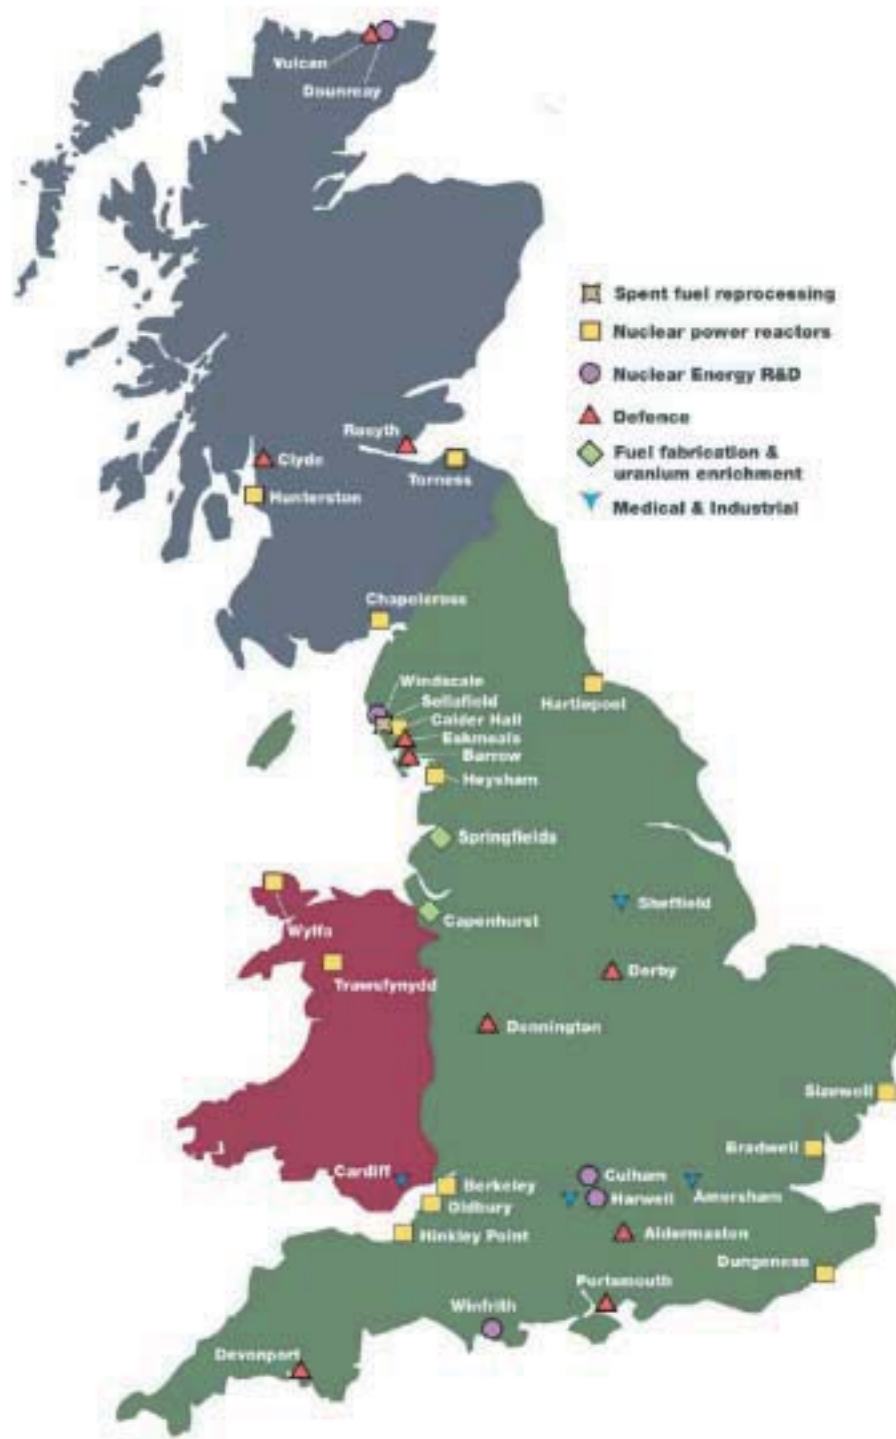 Vulcan
Dounreay
Spent fuel reprocessing
Nuclear power reactors
Nuclear Energy R&D
Defence
Fuel fabrication &
uranium enrichment
Medical & Industrial
Rosyth
Clyde
Torness
Hunterston
Chapelcross
Windscale
Sellafield
Hartlepool
Calder Hall
Eskmeals
Barrow
Heysham
Springfields
Sheffield
Capenhurst
Wylfa
Derby
Trawsfynydd
Donnington
Sizewell
Bradwell
Cardiff
Culham
Berkeley
Harwell
Amersham
Oldbury
Hinkley Point
Aldermaston
Dungeness
Portsmouth
Winfrith
Devonport